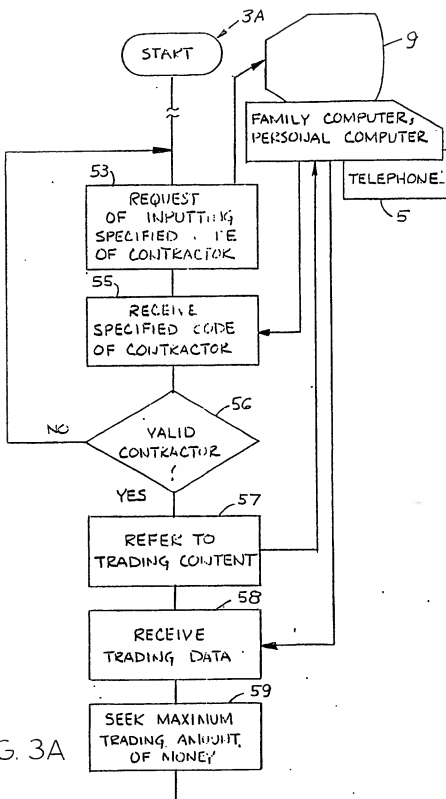 3A
START
9
FAMILY COMPUTER,
PERSONAL COMPUTER
TELEPHONE
5
53
REQUEST
OF INPUTTING
SPECIFIED
OF CONTRACTOR
55
RECEIVE
SPECIFIED CODE
OF CONTRACTOR
56
NO
VALID
CONTRACTOR
?
YES
57
REFER TO
TRADING CONTENT
58
RECEIVE
TRADING DATA
59
SEEK MAXIMUM
TRADING AMOUNT
OF MONEY
G. 3A